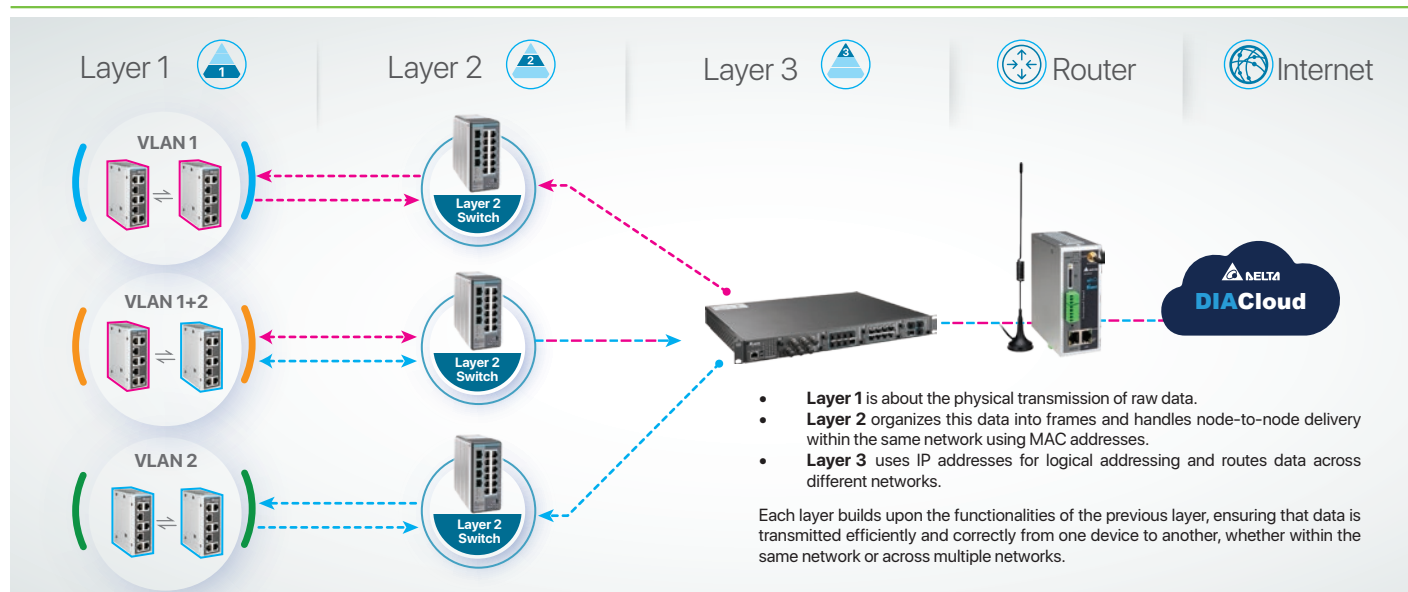 Layer 1
1
Layer 2
2
Layer 3
3
Router
Internet
VLAN 1
Layer 2
Switch
VLAN 1+2
Layer 2
Switch
DELTA
DIACloud
VLAN 2
Layer 2
Switch
• Layer 1 is about the physical transmission of raw data.
• Layer 2 organizes this data into frames and handles node-to-node delivery
within the same network using MAC addresses.
• Layer 3 uses IP addresses for logical addressing and routes data across
different networks.
Each layer builds upon the functionalities of the previous layer, ensuring that data is
transmitted efficiently and correctly from one device to another, whether within the
same network or across multiple networks.